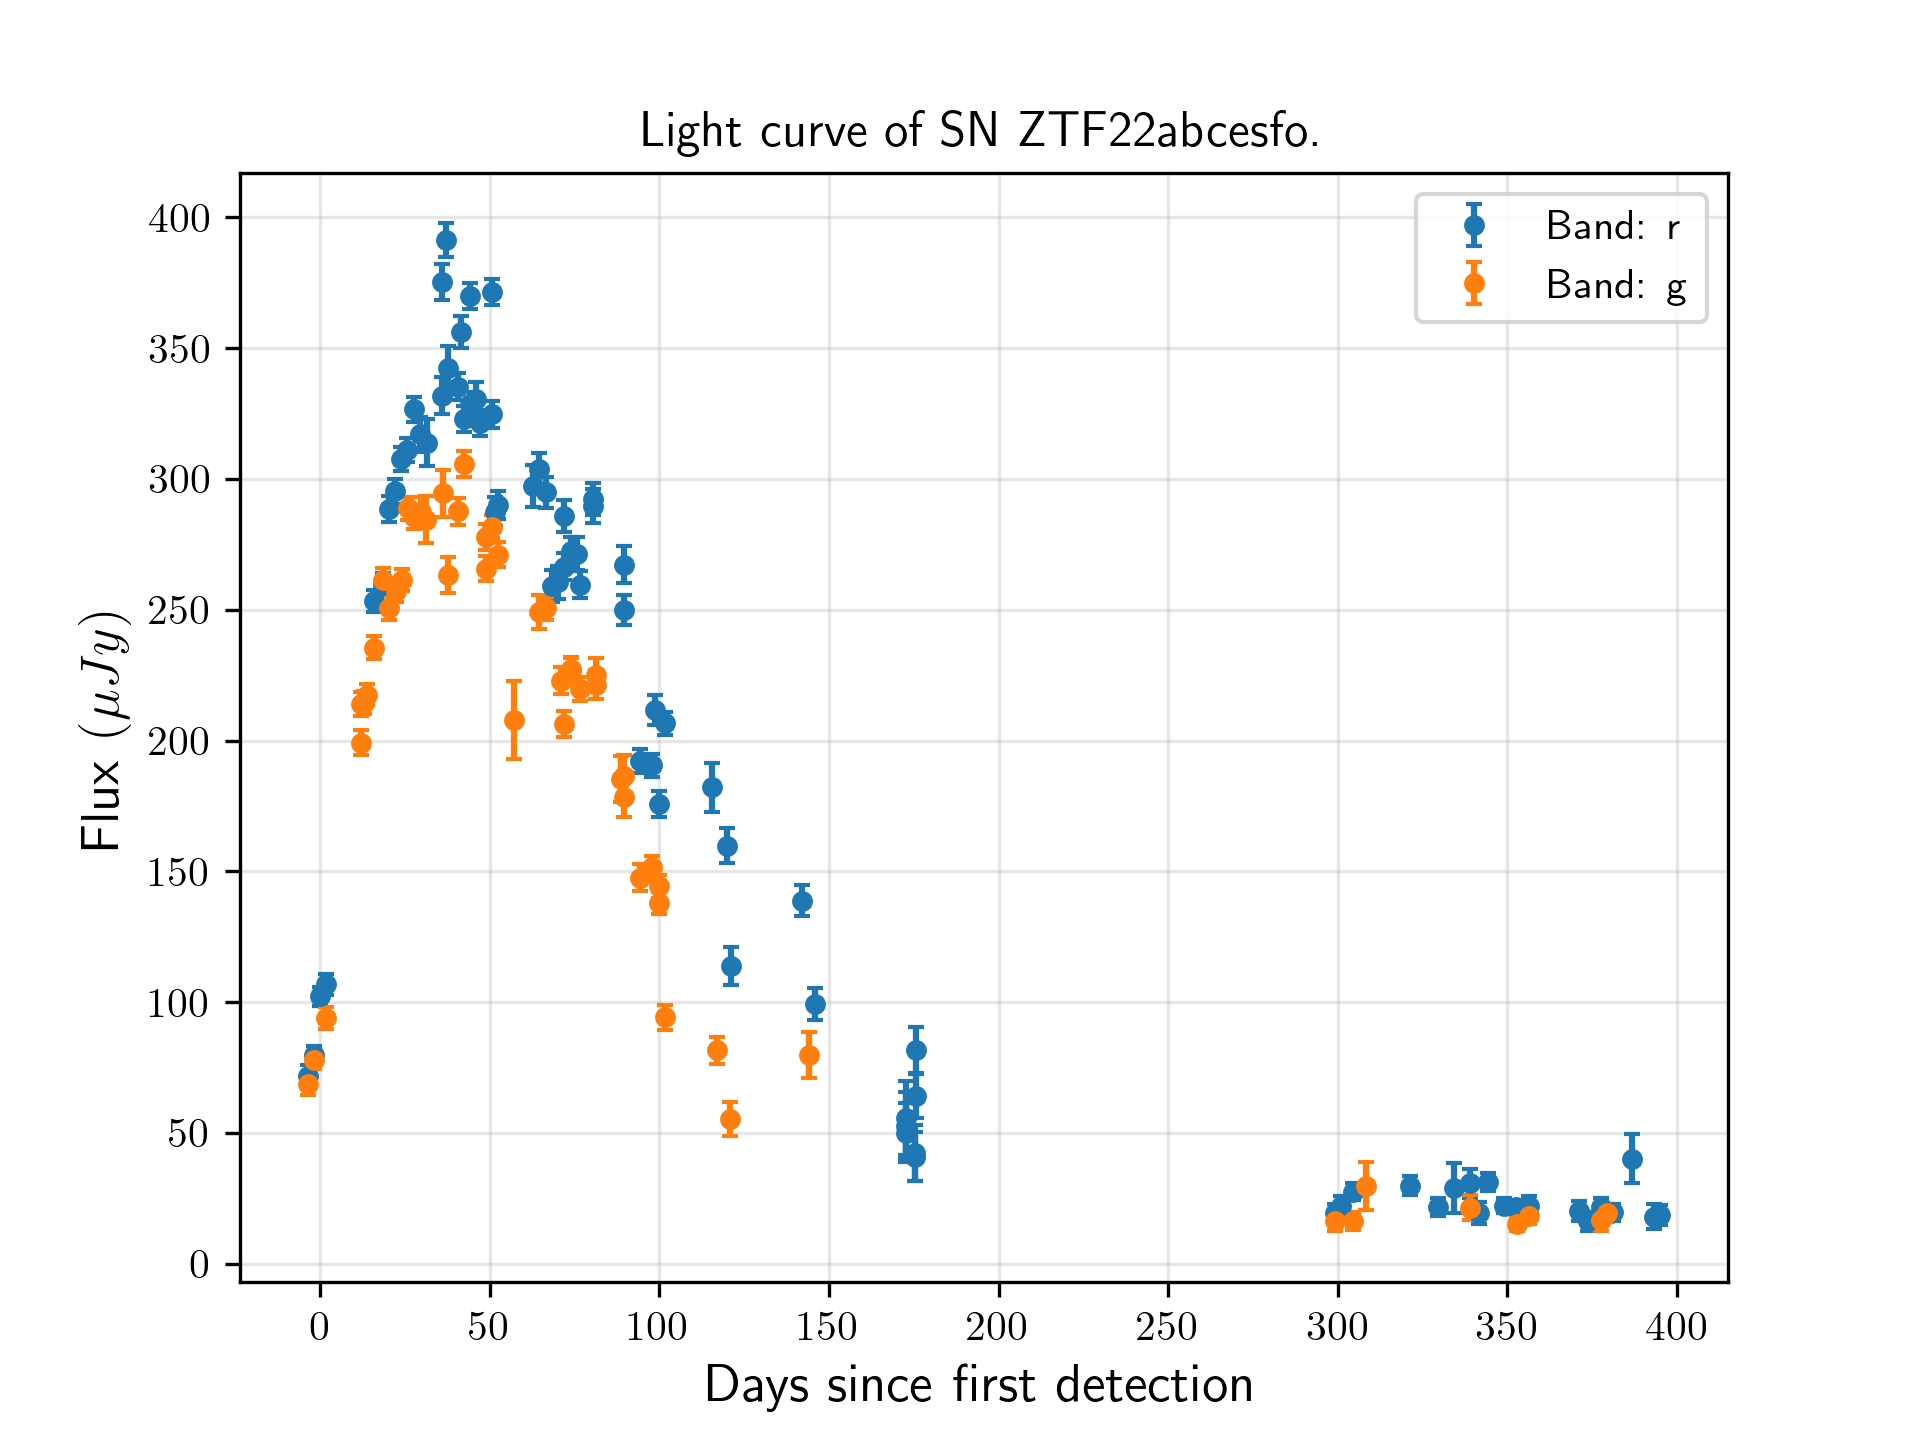 Light curve of SN ZTF22abcesfo.
Band: r
Band: g
Flux (μJy)
400
350
300
250
200
150
100
50
0
0 50 100 150 200 250 300 350 400
Days since first detection